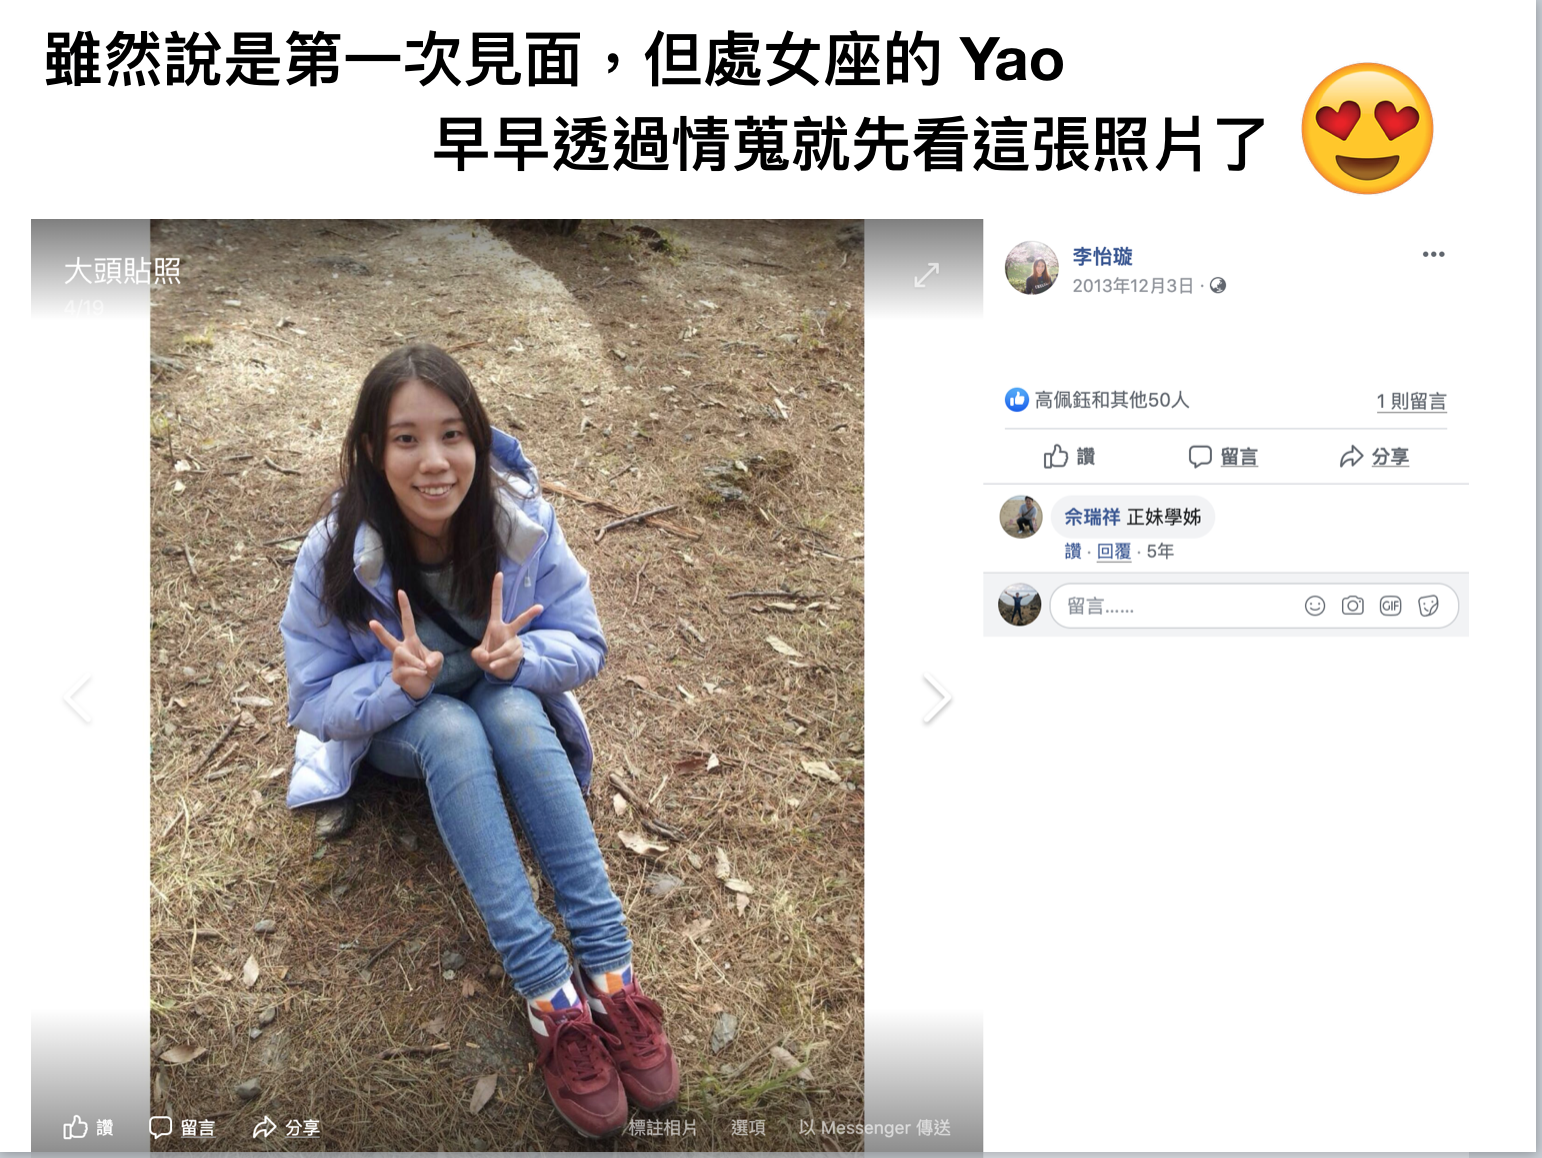 雖然說是第一次見面，但處女座的 Yao
早早透過情蒐就先看這張照片了
大頭貼照
4/19
李怡璇
2013年12月3日 ·
高佩鈺和其他50人
1 則留言
讚 留言 分享
佘瑞祥 正妹學姊
讚 · 回覆 · 5年
留言......
GIF
讚 留言 分享 標註相片 選項 以 Messenger 傳送